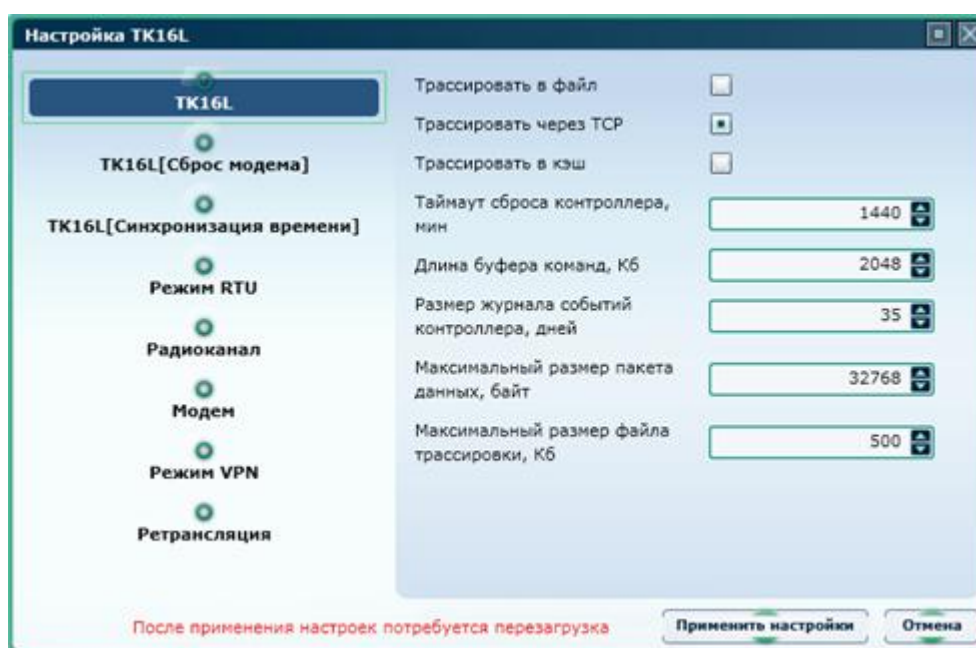 Настройка TK16L
TK16L
TK16L[Сброс модема]
TK16L[Синхронизация времени]
Режим RTU
Радиоканал
Модем
Режим VPN
Ретрансляция
Трассировать в файл
Трассировать через TCP
Трассировать в кэш
Таймаут сброса контроллера,
мин
1440
Длина буфера команд, Кб
2048
Размер журнала событий
контроллера, дней
35
Максимальный размер пакета
данных, байт
32768
Максимальный размер файла
трассировки, Кб
500
После применения настроек потребуется перезагрузка
Применить настройки
Отмена